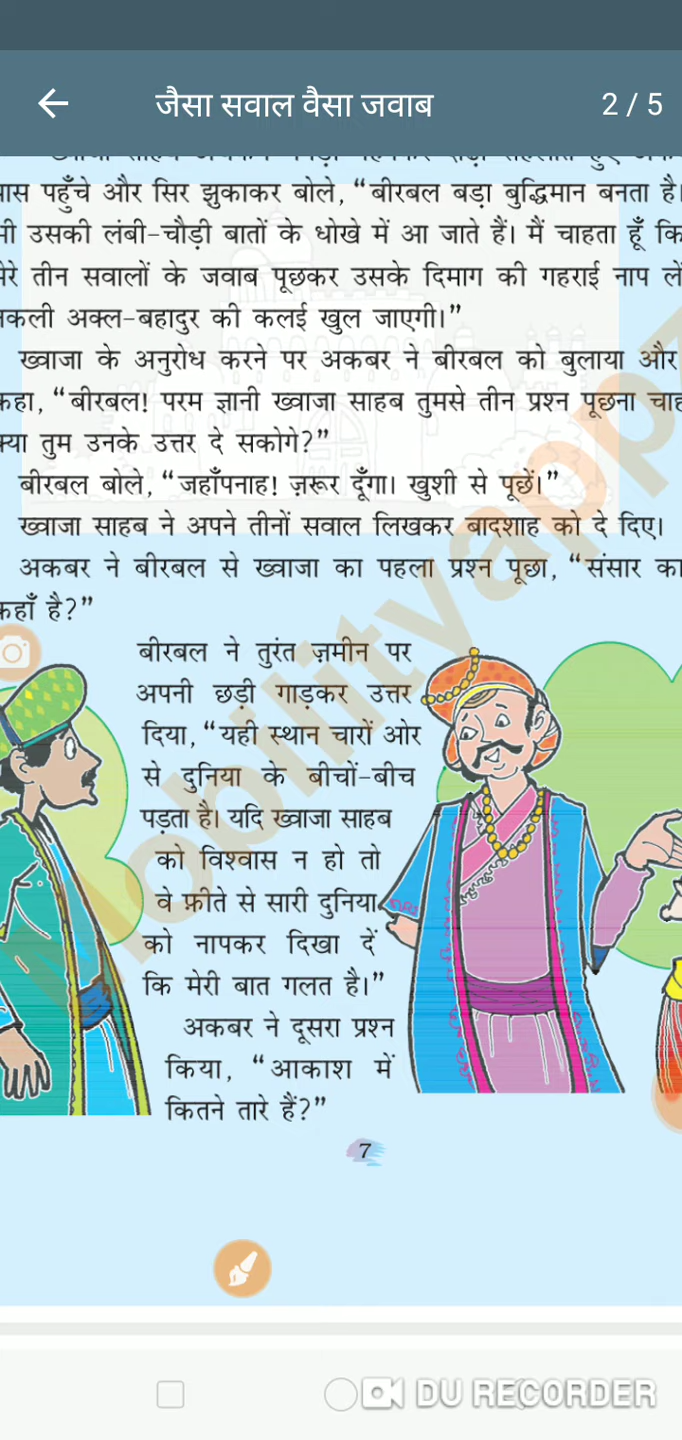 जैसा सवाल वैसा जवाब
2 / 5
पहुँचे और सिर झुकाकर बोले, “बीरबल बड़ा बुद्धिमान बनता है।
उसकी लंबी-चौड़ी बातों के धोखे में आ जाते हैं। मैं चाहता हूँ कि
तीन सवालों के जवाब पूछकर उसके दिमाग की गहराई नाप लें
अक्ल-बहादुर की कलई खुल जाएगी।”
ख्वाजा के अनुरोध करने पर अकबर ने बीरबल को बुलाया और
कहा, “बीरबल! परम ज्ञानी ख्वाजा साहब तुमसे तीन प्रश्न पूछना
क्या तुम उनके उत्तर दे सकोगे?”
बीरबल बोले, “जहाँपनाह! ज़रूर दूँगा। खुशी से पूछें।”
ख्वाजा साहब ने अपने तीनों सवाल लिखकर बादशाह को दे दिए।
अकबर ने बीरबल से ख्वाजा का पहला प्रश्न पूछा, “संसार का
कहाँ है?”
बीरबल ने तुरंत ज़मीन पर
अपनी छड़ी गाड़कर उत्तर
दिया, “यही स्थान चारों ओर
से दुनिया के बीचों-बीच
पड़ता है। यदि ख्वाजा साहब
को विश्वास न हो तो
वे फ़ीते से सारी दुनिया
को नापकर दिखा दें
कि मेरी बात गलत है।”
अकबर ने दूसरा प्रश्न
किया, “आकाश में
कितने तारे हैं?”
7
Mobilityapp
DU RECORDER